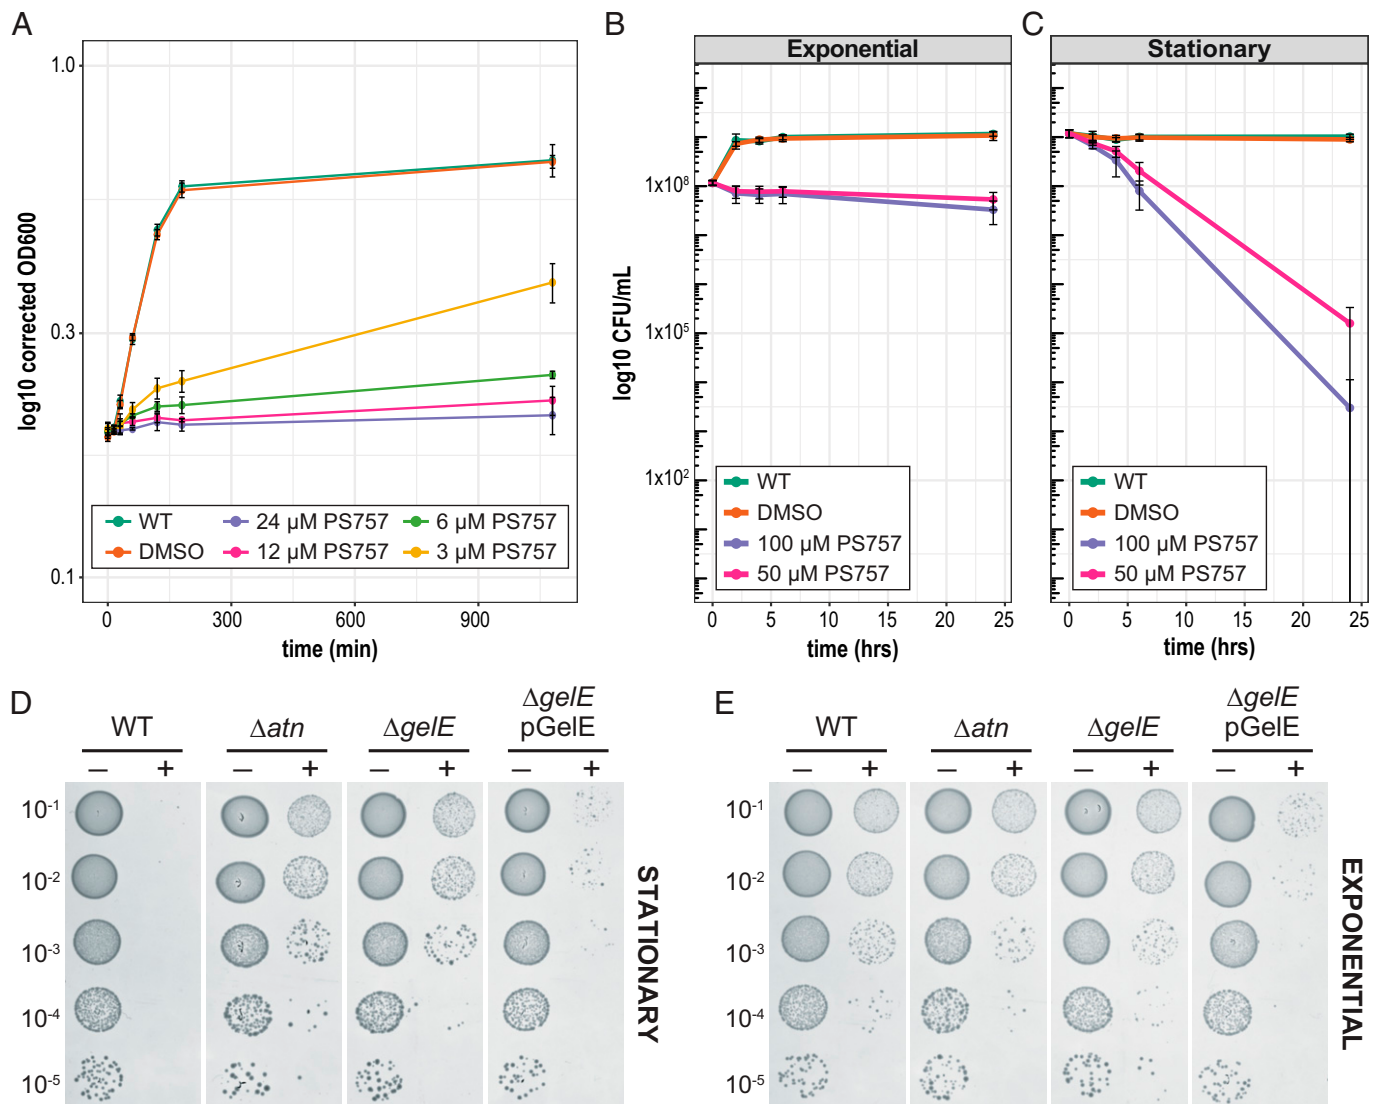 A
log10 corrected OD600
1.0
0.3
0.1
0
300
600
900
time (min)
WT
24 µM PS757
6 µM PS757
DMSO
12 µM PS757
3 µM PS757
B
Exponential
log10 CFU/mL
1x10⁸
1x10⁵
1x10²
WT
DMSO
100 µM PS757
50 µM PS757
0
5
10
15
20
25
time (hrs)
C
Stationary
WT
DMSO
100 µM PS757
50 µM PS757
0
5
10
15
20
25
time (hrs)
D
WT
Δatn
ΔgelE
ΔgelE
pGelE
– + – + – + – +
10⁻¹
10⁻²
10⁻³
10⁻⁴
10⁻⁵
STATIONARY
E
WT
Δatn
ΔgelE
ΔgelE
pGelE
– + – + – + – +
10⁻¹
10⁻²
10⁻³
10⁻⁴
10⁻⁵
EXPONENTIAL